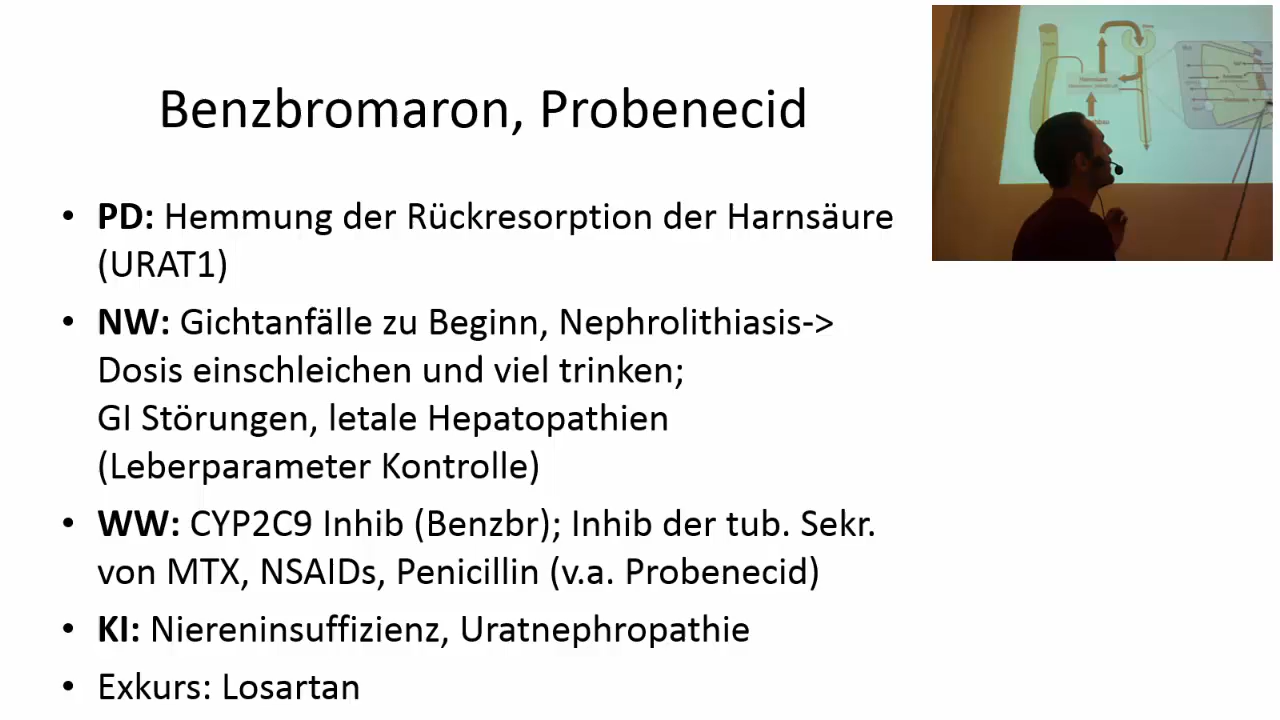 Benzbromaron, Probenecid
• PD: Hemmung der Rückresorption der Harnsäure
(URAT1)
• NW: Gichtanfälle zu Beginn, Nephrolithiasis->
Dosis einschleichen und viel trinken;
GI Störungen, letale Hepatopathien
(Leberparameter Kontrolle)
• WW: CYP2C9 Inhib (Benzbr); Inhib der tub. Sekr.
von MTX, NSAIDs, Penicillin (v.a. Probenecid)
• KI: Niereninsuffizienz, Uratnephropathie
• Exkurs: Losartan
Harnsäure